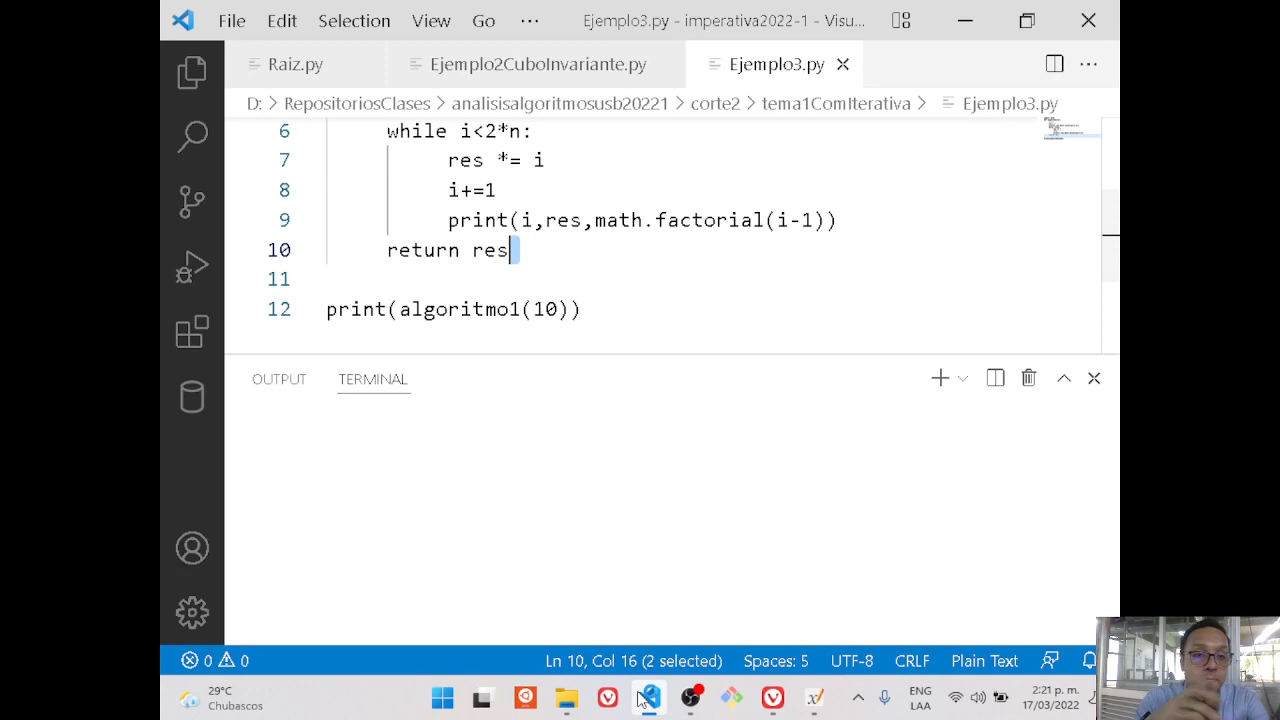 File Edit Selection View Go ··· Ejemplo3.py - imperativa2022-1 - Visu...
Raiz.py Ejemplo2CuboInvariante.py Ejemplo3.py
D: > RepositoriosClases > analisisalgoritmosusb20221 > corte2 > tema1ComIterativa > Ejemplo3.py
6 while i<2*n:
7 res *= i
8 i+=1
9 print(i,res,math.factorial(i-1))
10 return res
11
12 print(algoritmo1(10))
OUTPUT TERMINAL
0 0 Ln 10, Col 16 (2 selected) Spaces: 5 UTF-8 CRLF Plain Text
29°C ENG 2:21 p. m.
Chubascos LAA 17/03/2022